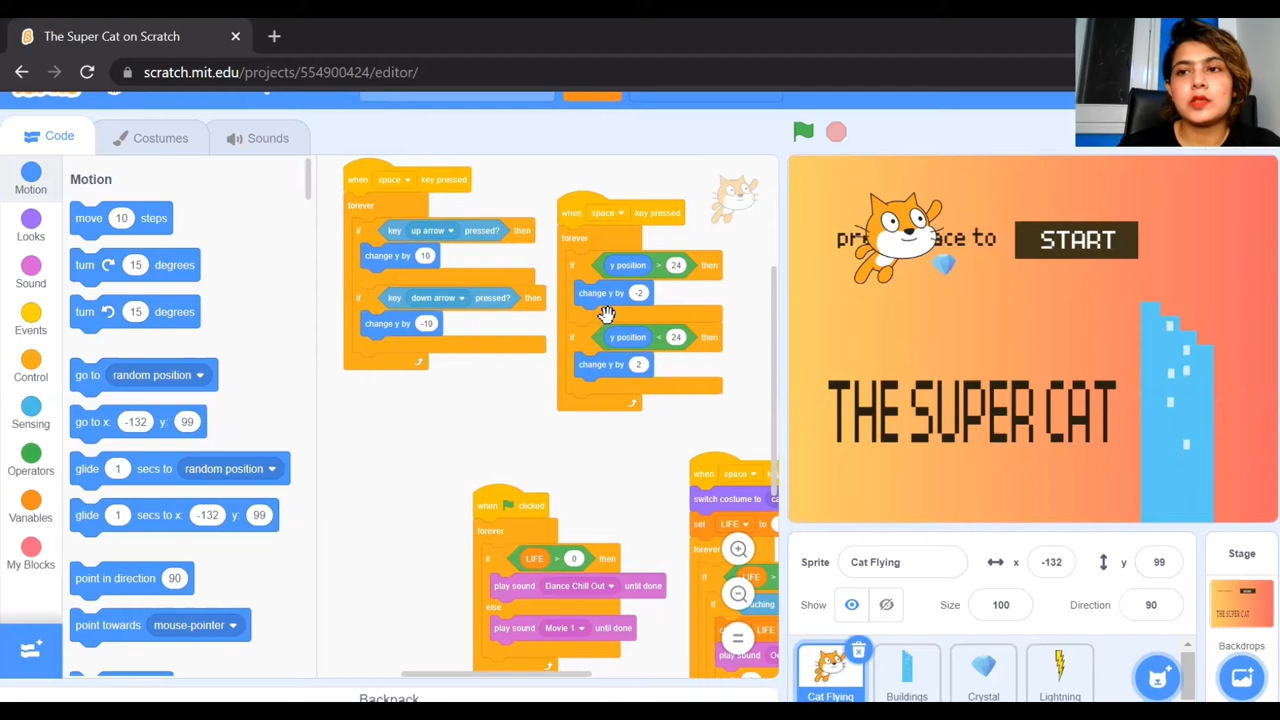 The Super Cat on Scratch
scratch.mit.edu/projects/554900424/editor/
Code
Costumes
Sounds
Motion
Looks
Sound
Events
Control
Sensing
Operators
Variables
My Blocks
Motion
move 10 steps
turn 15 degrees
turn 15 degrees
go to random position
go to x: -132 y: 99
glide 1 secs to random position
glide 1 secs to x: -132 y: 99
point in direction 90
point towards mouse-pointer
when space key pressed
forever
if key up arrow pressed? then
change y by 10
if key down arrow pressed? then
change y by -10
when space key pressed
forever
if y position > 24 then
change y by -2
if y position < 24 then
change y by 2
when clicked
forever
if LIFE > 0 then
play sound Dance Chill Out until done
else
play sound Movie 1 until done
when space
switch costume to
set LIFE to
forever
if
if
LIFE
play sound
Backpack
START
THE SUPER CAT
Sprite Cat Flying x -132 y 99
Show Size 100 Direction 90
Cat Flying
Buildings
Crystal
Lightning
Stage
Backdrops